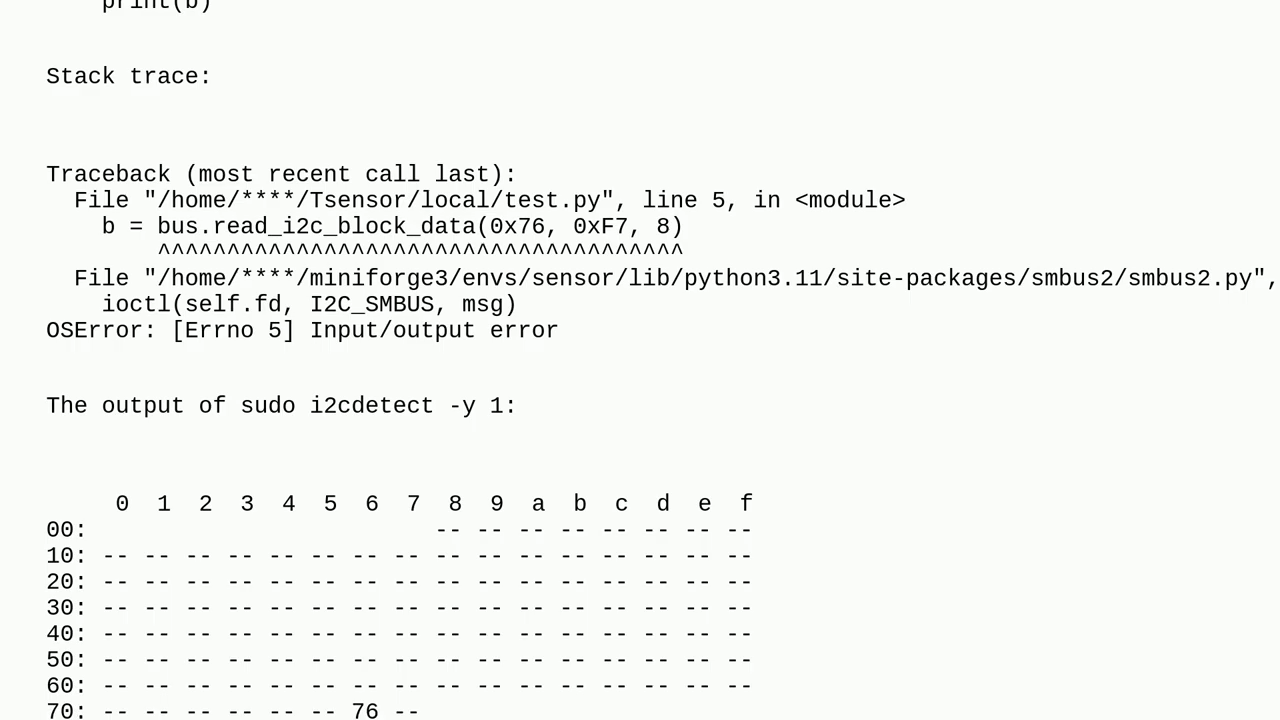 print(b)
Stack trace:
Traceback (most recent call last):
  File "/home/****/Tsensor/local/test.py", line 5, in <module>
    b = bus.read_i2c_block_data(0x76, 0xF7, 8)
        ^^^^^^^^^^^^^^^^^^^^^^^^^^^^^^^^^^^^^^
  File "/home/****/miniforge3/envs/sensor/lib/python3.11/site-packages/smbus2/smbus2.py",
    ioctl(self.fd, I2C_SMBUS, msg)
OSError: [Errno 5] Input/output error
The output of sudo i2cdetect -y 1:
     0  1  2  3  4  5  6  7  8  9  a  b  c  d  e  f
00:                         -- -- -- -- -- -- -- --
10: -- -- -- -- -- -- -- -- -- -- -- -- -- -- -- --
20: -- -- -- -- -- -- -- -- -- -- -- -- -- -- -- --
30: -- -- -- -- -- -- -- -- -- -- -- -- -- -- -- --
40: -- -- -- -- -- -- -- -- -- -- -- -- -- -- -- --
50: -- -- -- -- -- -- -- -- -- -- -- -- -- -- -- --
60: -- -- -- -- -- -- -- -- -- -- -- -- -- -- -- --
70: -- -- -- -- -- -- 76 --